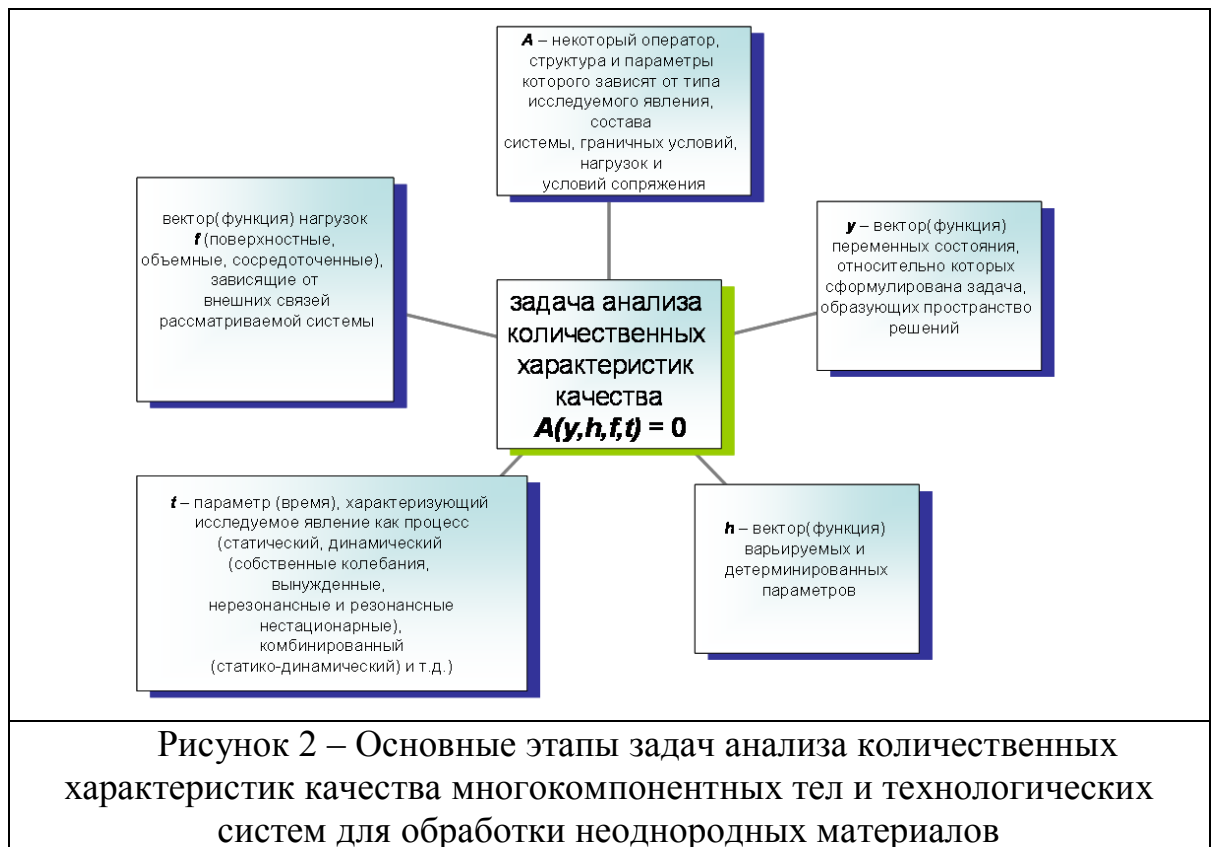 A – некоторый оператор,
структура и параметры
которого зависят от типа
исследуемого явления,
состава
системы, граничных условий,
нагрузок и
условий сопряжения
вектор(функция) нагрузок
f (поверхностные,
объемные, сосредоточенные),
зависящие от
внешних связей
рассматриваемой системы
y – вектор(функция)
переменных состояния,
относительно которых
сформулирована задача,
образующих пространство
решений
задача анализа
количественных
характеристик
качества
A(y,h,f,t) = 0
t – параметр (время), характеризующий
исследуемое явление как процесс
(статический, динамический
(собственные колебания,
вынужденные,
нерезонансные и резонансные
нестационарные),
комбинированный
(статико-динамический) и т.д.)
h – вектор(функция)
варьируемых и
детерминированных
параметров
Рисунок 2 – Основные этапы задач анализа количественных
характеристик качества многокомпонентных тел и технологических
систем для обработки неоднородных материалов